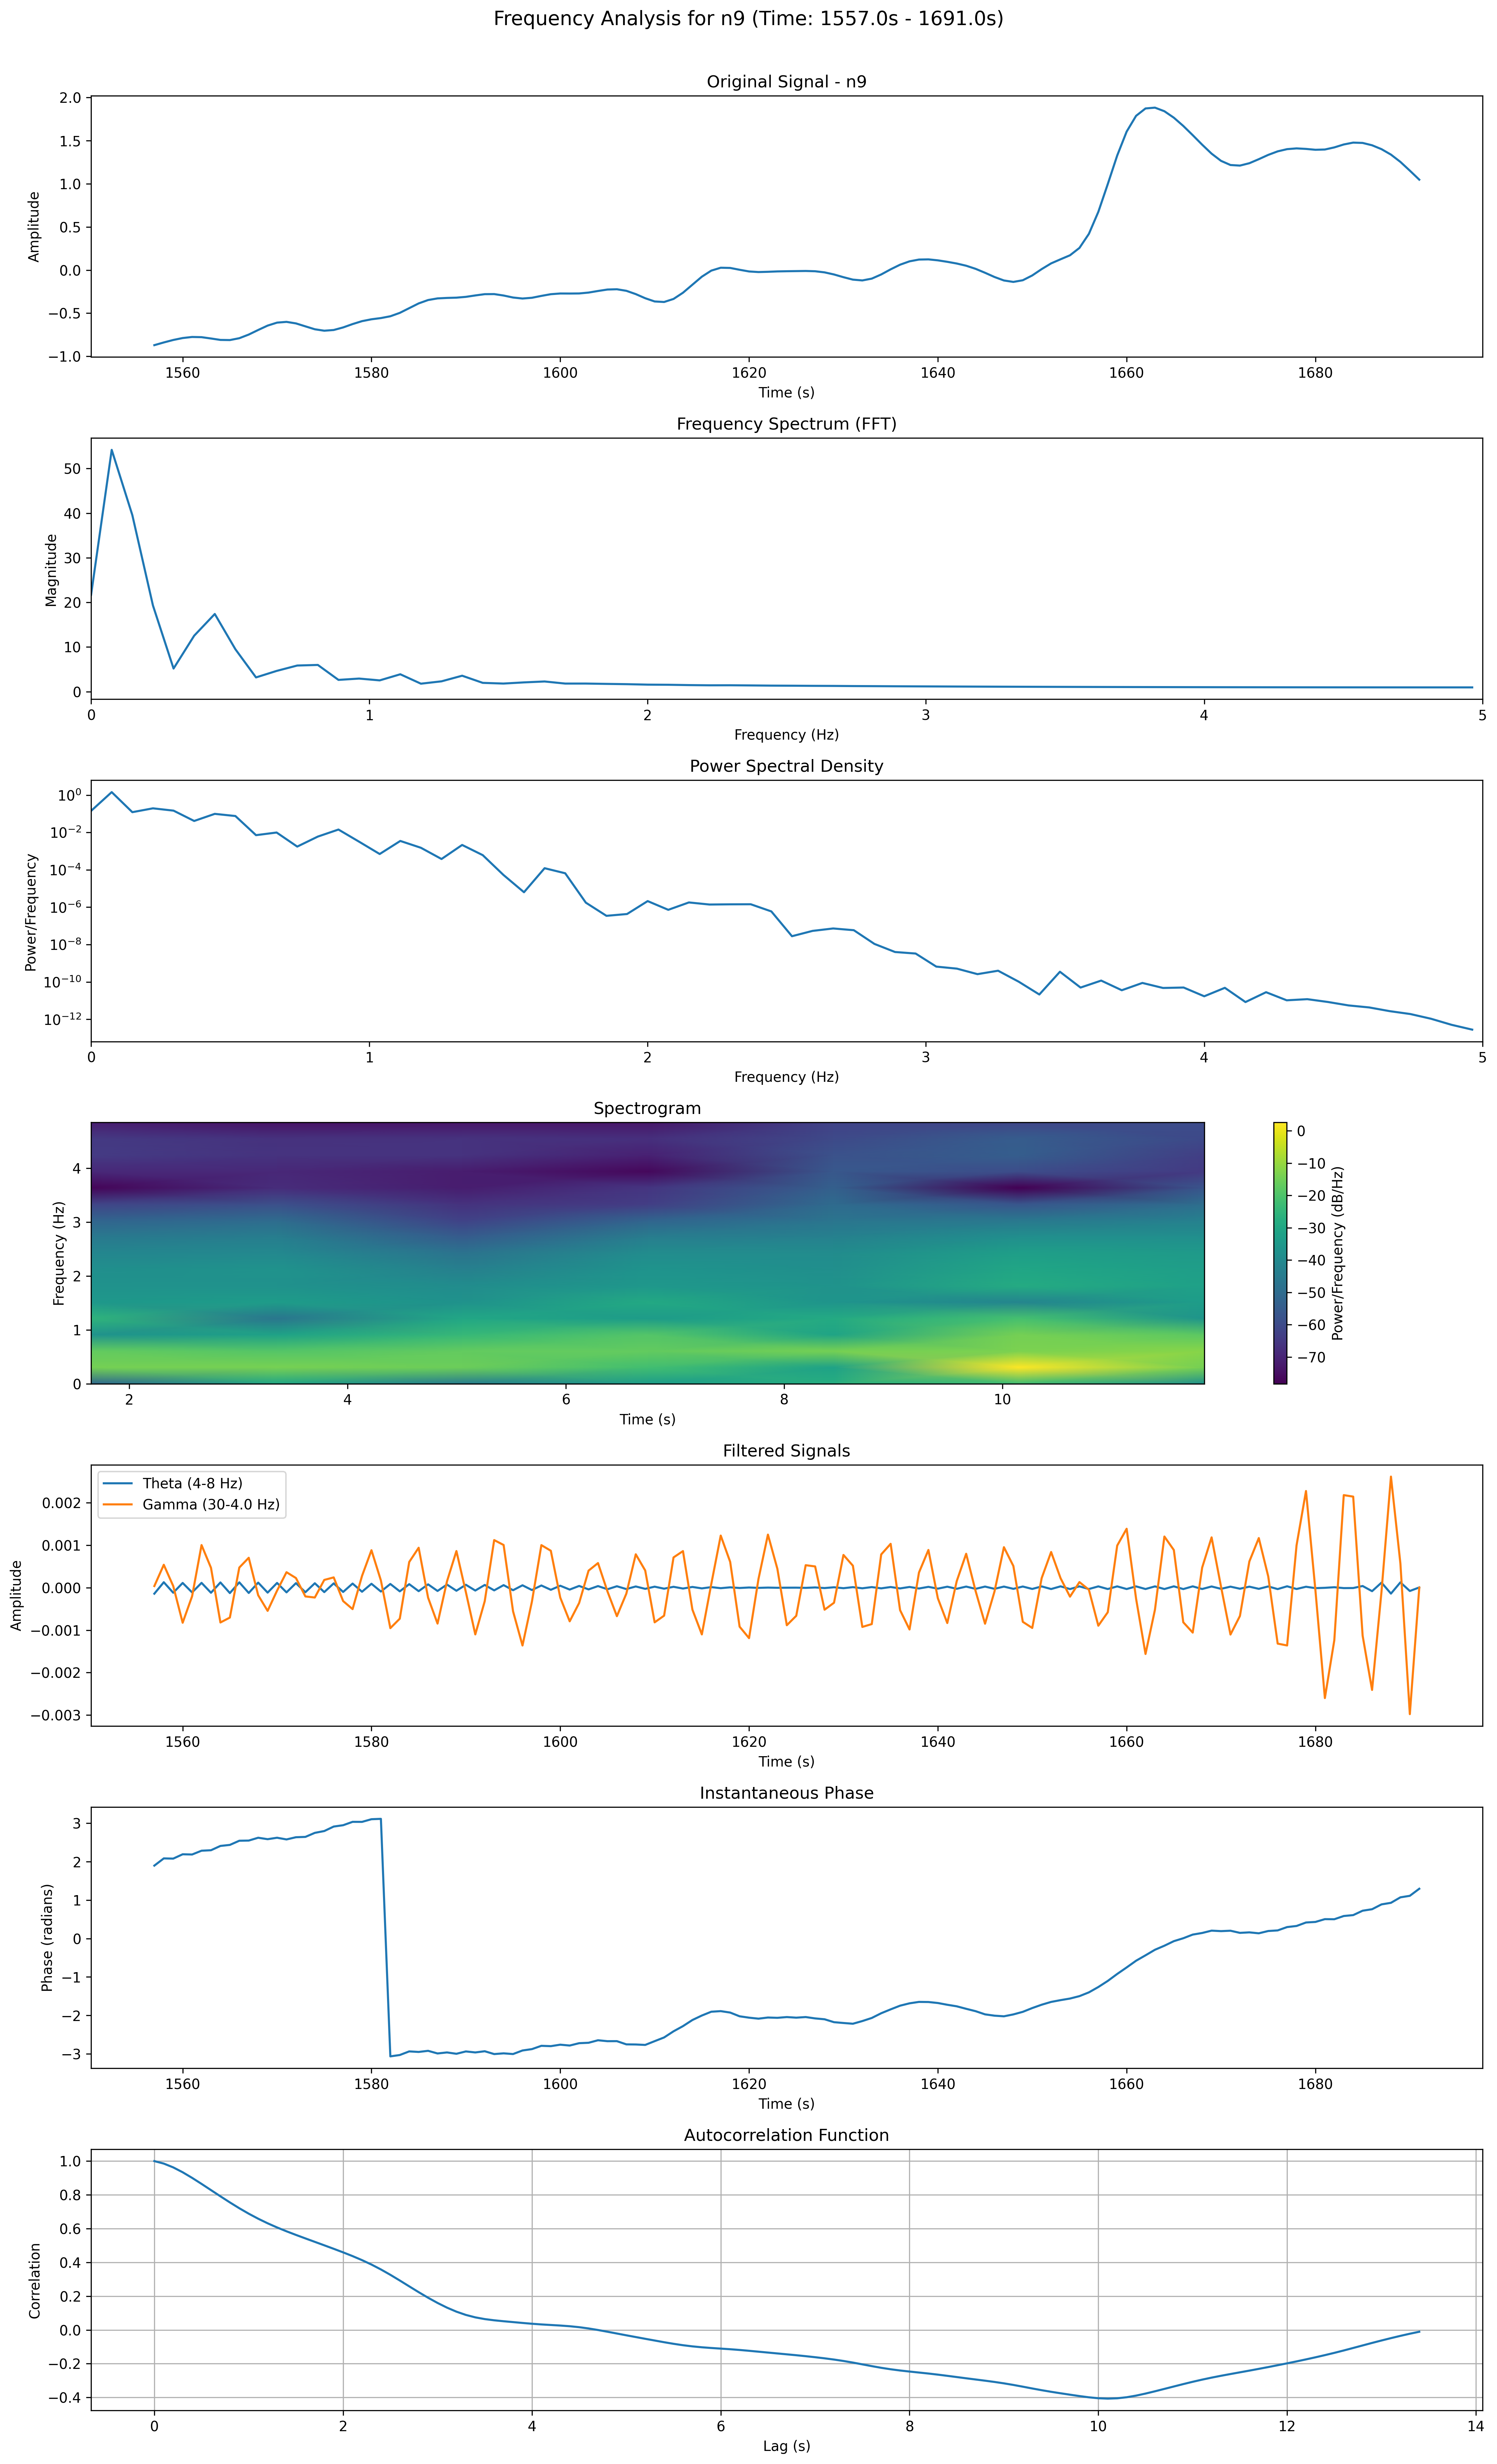 Frequency Analysis for n9 (Time: 1557.0s - 1691.0s)
Original Signal - n9
Amplitude
2.0
1.5
1.0
0.5
0.0
−0.5
−1.0
1560 1580 1600 1620 1640 1660 1680
Time (s)
Frequency Spectrum (FFT)
Magnitude
50
40
30
20
10
0
0 1 2 3 4 5
Frequency (Hz)
Power Spectral Density
Power/Frequency
10⁰
10⁻²
10⁻⁴
10⁻⁶
10⁻⁸
10⁻¹⁰
10⁻¹²
0 1 2 3 4 5
Frequency (Hz)
Spectrogram
Frequency (Hz)
4
3
2
1
0
2 4 6 8 10
Time (s)
0
−10
−20
−30
−40
−50
−60
−70
Power/Frequency (dB/Hz)
Filtered Signals
Theta (4-8 Hz)
Gamma (30-4.0 Hz)
Amplitude
0.002
0.001
0.000
−0.001
−0.002
−0.003
1560 1580 1600 1620 1640 1660 1680
Time (s)
Instantaneous Phase
Phase (radians)
3
2
1
0
−1
−2
−3
1560 1580 1600 1620 1640 1660 1680
Time (s)
Autocorrelation Function
Correlation
1.0
0.8
0.6
0.4
0.2
0.0
−0.2
−0.4
0 2 4 6 8 10 12 14
Lag (s)